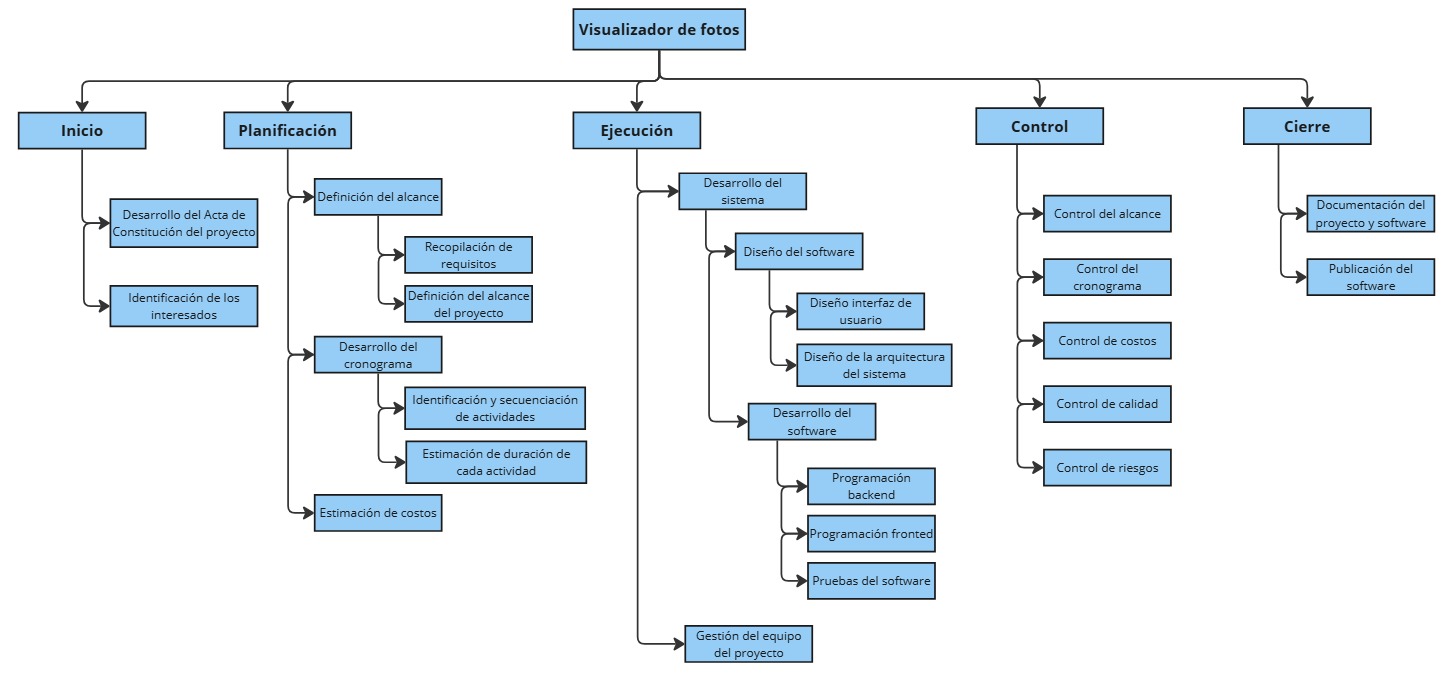 Visualizador de fotos
Inicio
Desarrollo del Acta de
Constitución del proyecto
Identificación de los
interesados
Planificación
Definición del alcance
Recopilación de
requisitos
Definición del alcance
del proyecto
Desarrollo del
cronograma
Identificación y secuenciación
de actividades
Estimación de duración de
cada actividad
Estimación de costos
Ejecución
Desarrollo del
sistema
Diseño del software
Diseño interfaz de
usuario
Diseño de la arquitectura
del sistema
Desarrollo del
software
Programación
backend
Programación fronted
Pruebas del software
Gestión del equipo
del proyecto
Control
Control del alcance
Control del
cronograma
Control de costos
Control de calidad
Control de riesgos
Cierre
Documentación del
proyecto y software
Publicación del
software